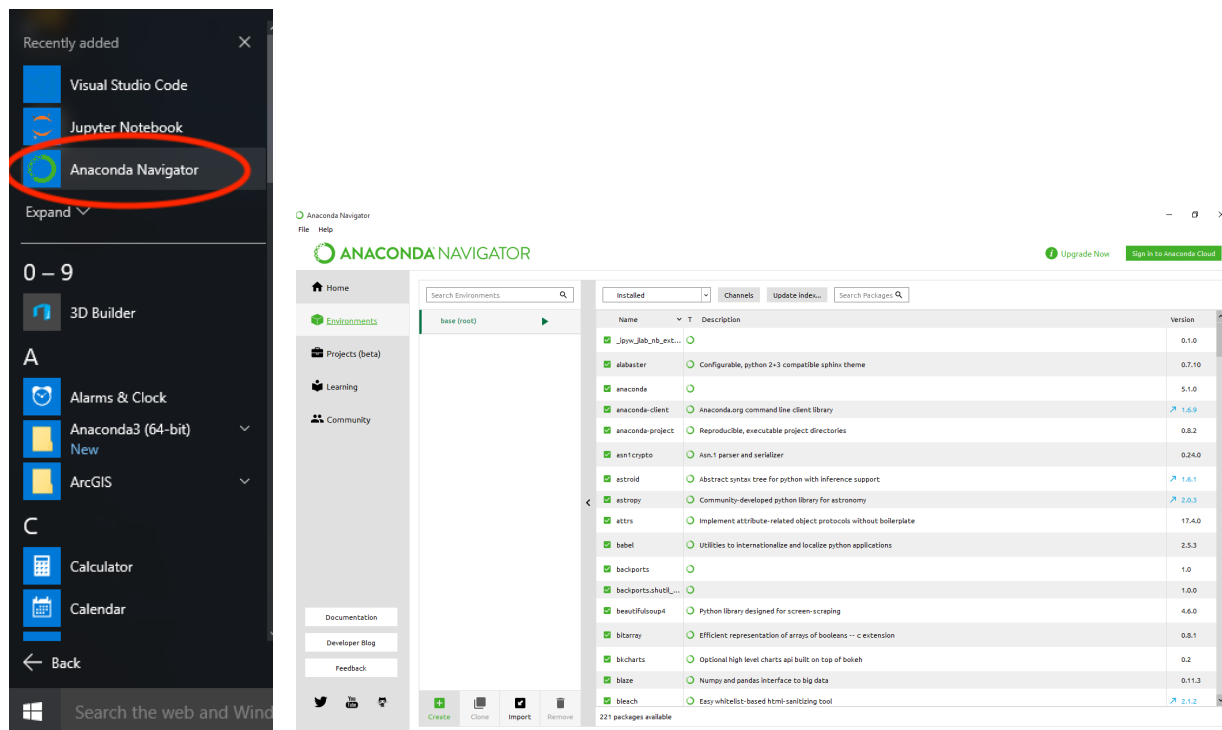 Recently added
Visual Studio Code
Jupyter Notebook
Anaconda Navigator
Expand
0 – 9
3D Builder
A
Alarms & Clock
Anaconda3 (64-bit)
New
ArcGIS
C
Calculator
Calendar
Back
Search the web and Wind
Anaconda Navigator
File Help
ANACONDA NAVIGATOR
Upgrade Now
Sign in to Anaconda Cloud
Home
Environments
Projects (beta)
Learning
Community
Documentation
Developer Blog
Feedback
You Tube
Search Environments
base (root)
Create Clone Import Remove
Installed Channels Update index... Search Packages
Name T Description Version
_ipyw_jlab_nb_ext... 0.1.0
alabaster Configurable, python 2+3 compatible sphinx theme 0.7.10
anaconda 5.1.0
anaconda-client Anaconda.org command line client library 1.6.9
anaconda-project Reproducible, executable project directories 0.8.2
asn1crypto Asn.1 parser and serializer 0.24.0
astroid Abstract syntax tree for python with inference support 1.6.1
astropy Community-developed python library for astronomy 2.0.3
attrs Implement attribute-related object protocols without boilerplate 17.4.0
babel Utilities to internationalize and localize python applications 2.5.3
backports 1.0
backports.shutil_... 1.0.0
beautifulsoup4 Python library designed for screen-scraping 4.6.0
bitarray Efficient representation of arrays of booleans -- c extension 0.8.1
bkcharts Optional high level charts api built on top of bokeh 0.2
blaze Numpy and pandas interface to big data 0.11.3
bleach Easy whitelist-based html-sanitizing tool 2.1.2
221 packages available